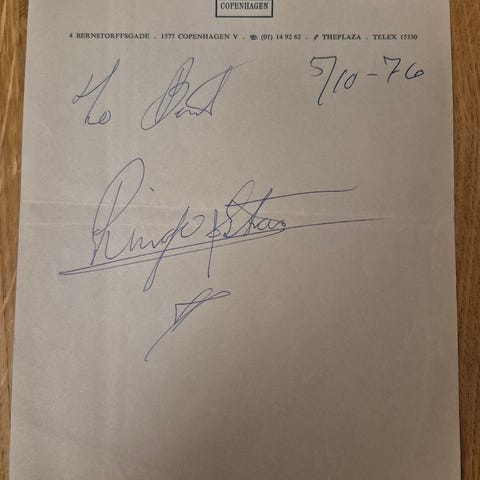 COPENHAGEN
4 BERNSTORFFSGADE . 1577 COPENHAGEN V . ☎ (01) 14 92 62 . THEPLAZA . TELEX 15330
To Bent 5/10-76
Ringo Starr